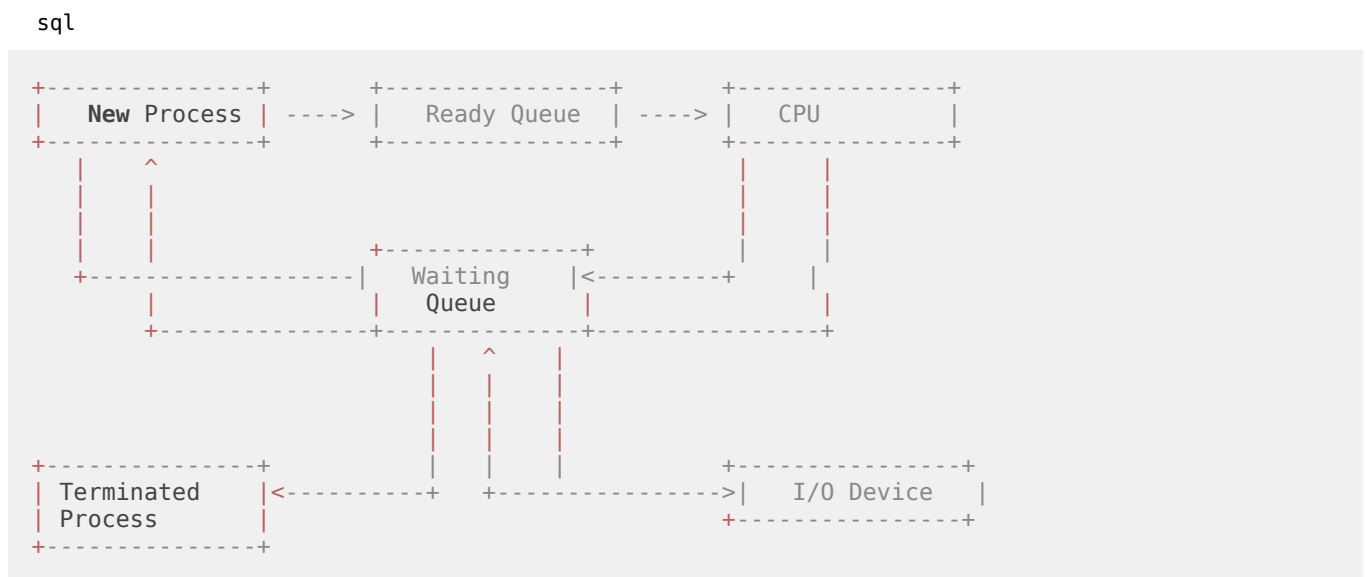 sql
+---------------+       +----------------+       +---------------+
|   New Process | ----> |   Ready Queue  | ----> |   CPU         |
+---------------+       +----------------+       +---------------+
   |    ^                                         |     |
   |    |                                         |     |
   |    |                                         |     |
   |    |               +--------------+          |     |
   +-------------------|   Waiting    |<---------+     |
        |               |   Queue      |                |
        +---------------+--------------+----------------+
                            |   ^    |
                            |   |    |
                            |   |    |
                            |   |    |
+---------------+           |   |    |           +----------------+
| Terminated    |<----------+   +---------------->|   I/O Device   |
| Process       |                                +----------------+
+---------------+